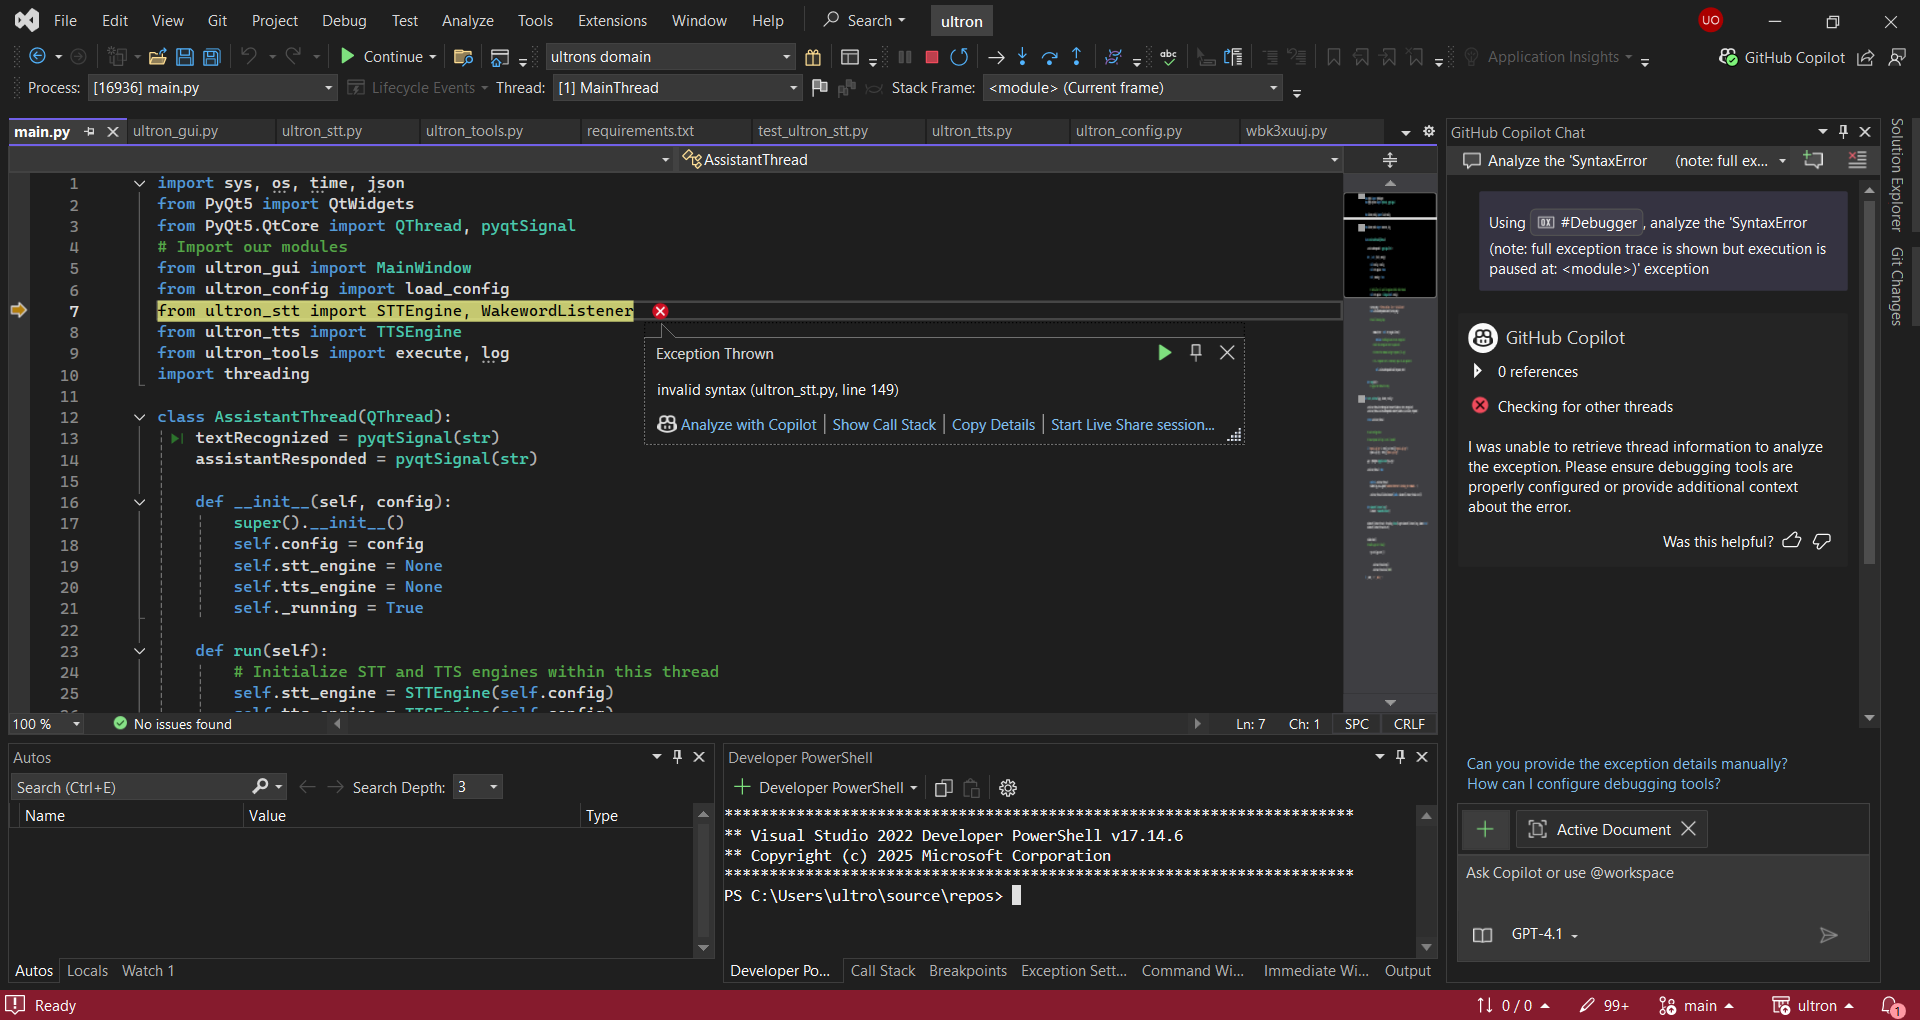 File Edit View Git Project Debug Test Analyze Tools Extensions Window Help Search ultron UO
Continue ultrons domain Application Insights GitHub Copilot
Process: [16936] main.py Lifecycle Events Thread: [1] MainThread Stack Frame: <module> (Current frame)
main.py ultron_gui.py ultron_stt.py ultron_tools.py requirements.txt test_ultron_stt.py ultron_tts.py ultron_config.py wbk3xuuj.py
AssistantThread
1 import sys, os, time, json
2 from PyQt5 import QtWidgets
3 from PyQt5.QtCore import QThread, pyqtSignal
4 # Import our modules
5 from ultron_gui import MainWindow
6 from ultron_config import load_config
7 from ultron_stt import STTEngine, WakewordListener
8 from ultron_tts import TTSEngine
9 from ultron_tools import execute, log
10 import threading
11
12 class AssistantThread(QThread):
13 textRecognized = pyqtSignal(str)
14 assistantResponded = pyqtSignal(str)
15
16 def __init__(self, config):
17 super().__init__()
18 self.config = config
19 self.stt_engine = None
20 self.tts_engine = None
21 self._running = True
22
23 def run(self):
24 # Initialize STT and TTS engines within this thread
25 self.stt_engine = STTEngine(self.config)
Exception Thrown
invalid syntax (ultron_stt.py, line 149)
Analyze with Copilot Show Call Stack Copy Details Start Live Share session...
100 % No issues found Ln: 7 Ch: 1 SPC CRLF
Autos
Search (Ctrl+E) Search Depth: 3
Name Value Type
Autos Locals Watch 1
Developer PowerShell
Developer PowerShell
**********************************************************************
** Visual Studio 2022 Developer PowerShell v17.14.6
** Copyright (c) 2025 Microsoft Corporation
**********************************************************************
PS C:\Users\ultro\source\repos>
Developer Po... Call Stack Breakpoints Exception Sett... Command Wi... Immediate Wi... Output
GitHub Copilot Chat
Analyze the 'SyntaxError (note: full ex...
Using #Debugger, analyze the 'SyntaxError
(note: full exception trace is shown but execution is
paused at: <module>)' exception
GitHub Copilot
0 references
Checking for other threads
I was unable to retrieve thread information to analyze
the exception. Please ensure debugging tools are
properly configured or provide additional context
about the error.
Was this helpful?
Can you provide the exception details manually?
How can I configure debugging tools?
Active Document
Ask Copilot or use @workspace
GPT-4.1
Solution Explorer
Git Changes
Ready 0 / 0 99+ main ultron 1